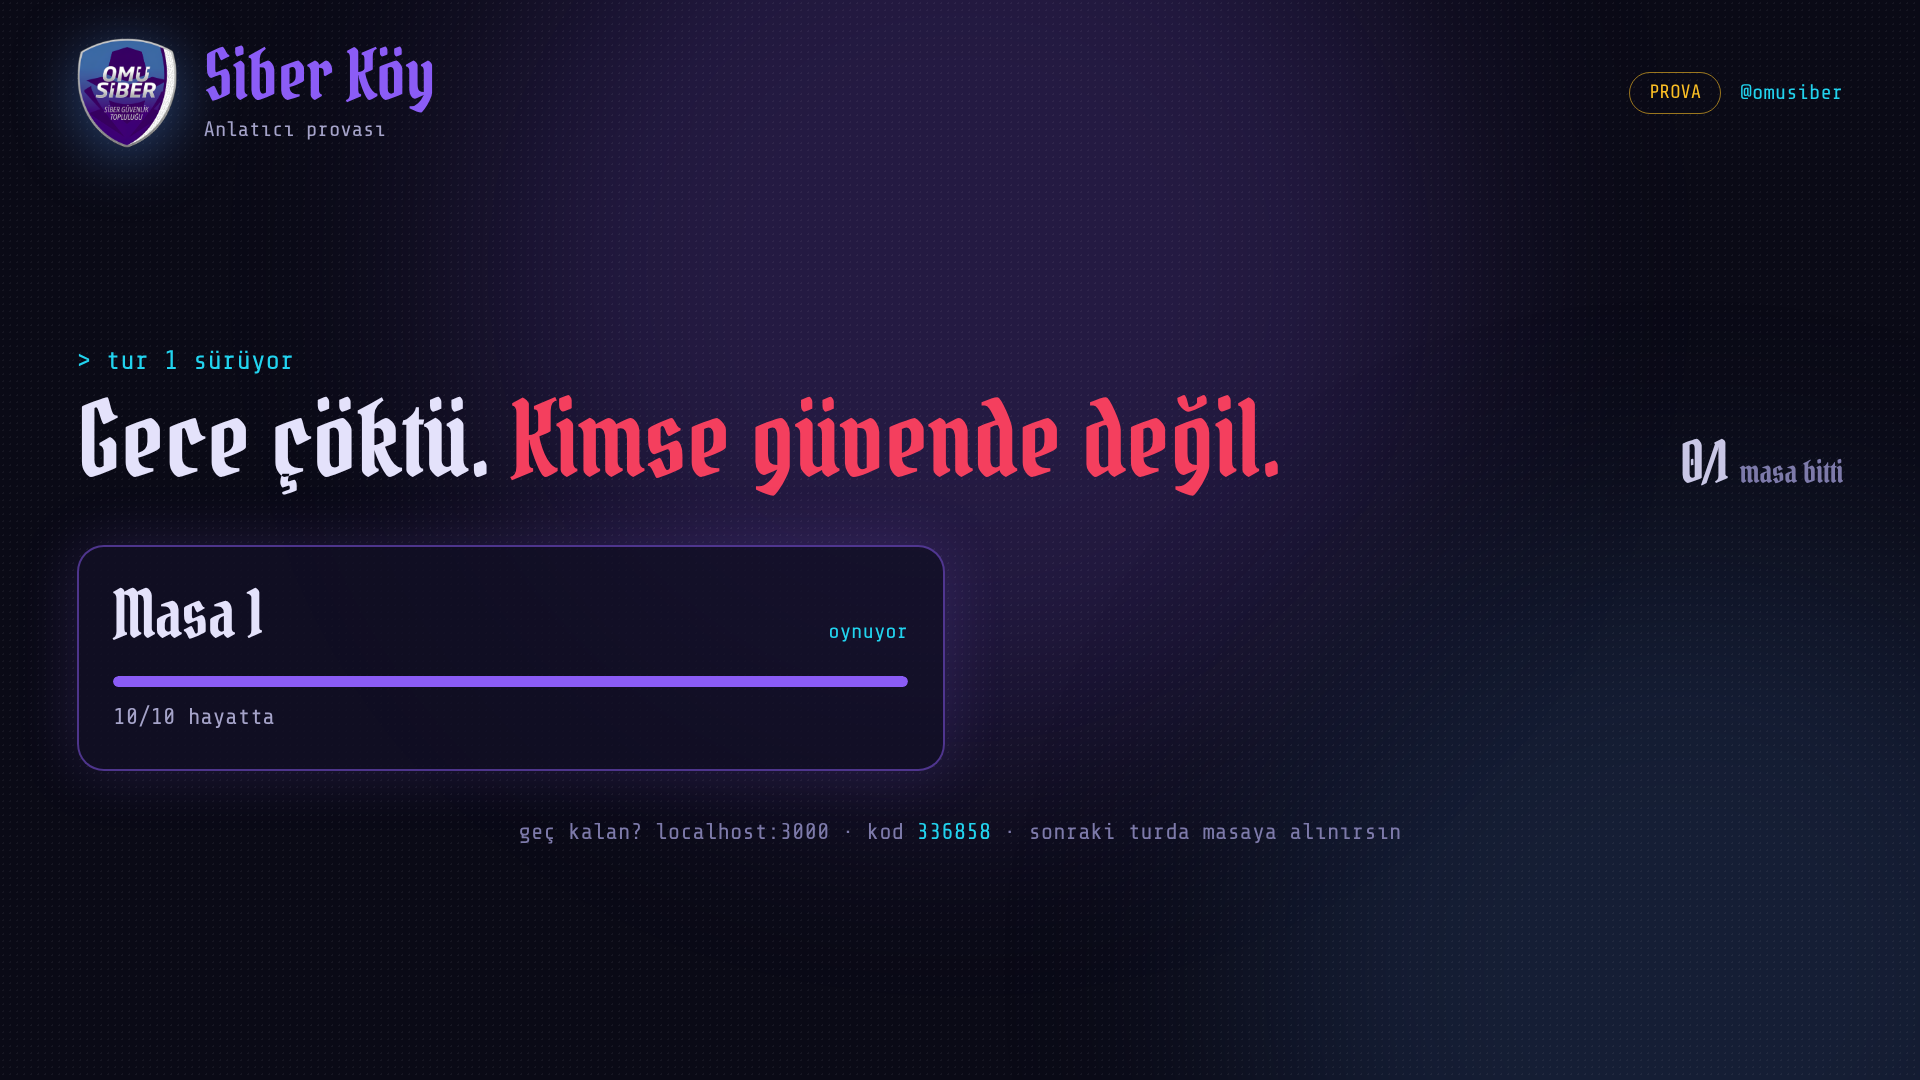 OMÜ
SİBER
SİBER GÜVENLİK
TOPLULUĞU
Siber Köy
Anlatıcı provası
PROVA
@omusiber
> tur 1 sürüyor
Gece çöktü. Kimse güvende değil.
0/1 masa bitti
Masa 1
oynuyor
10/10 hayatta
geç kalan? localhost:3000 · kod 336858 · sonraki turda masaya alınırsın